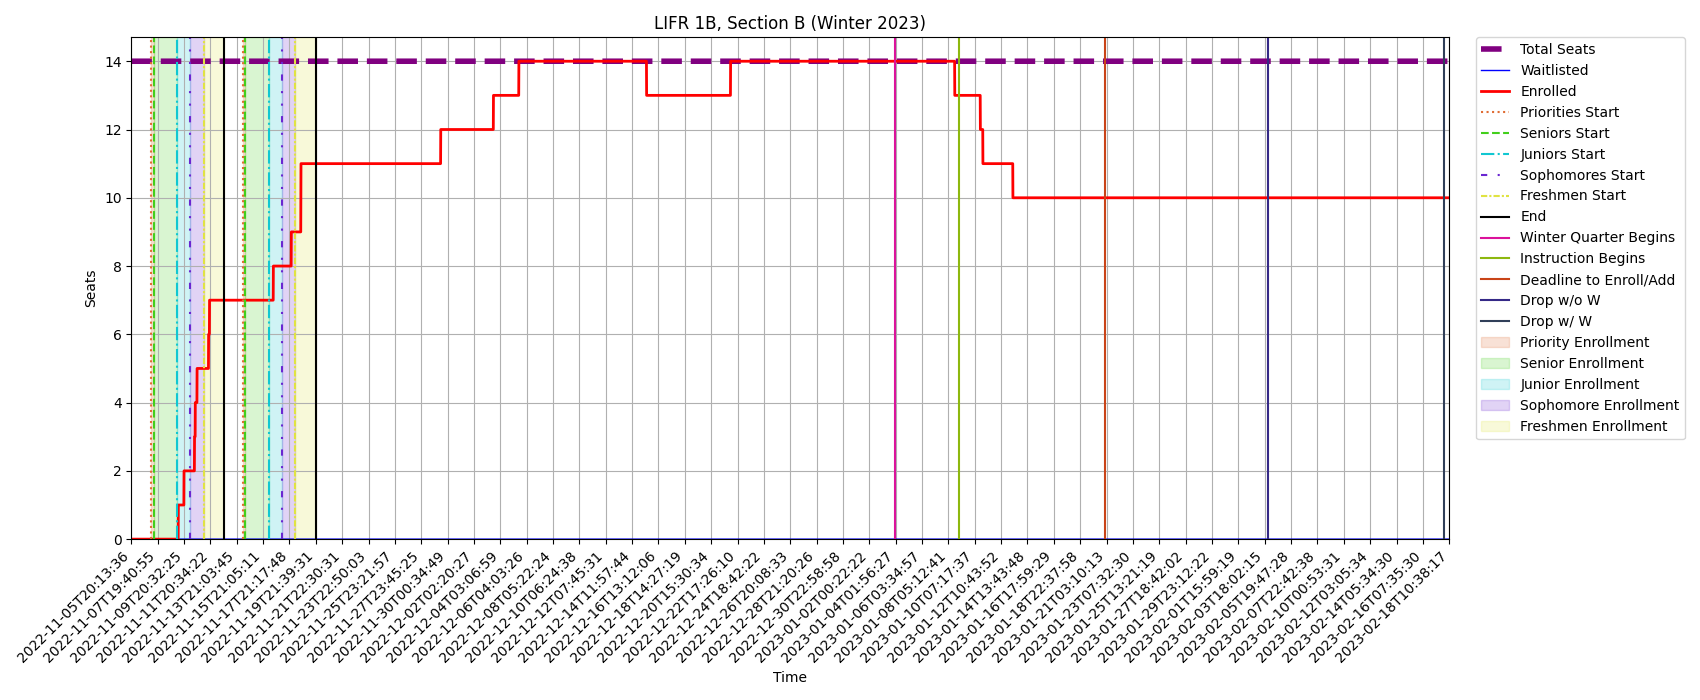 LIFR 1B, Section B (Winter 2023)
14
12
10
8
6
4
2
0
Seats
2022-11-05T20:13:36
2022-11-07T19:40:55
2022-11-09T20:32:25
2022-11-11T20:34:22
2022-11-13T21:03:45
2022-11-15T21:05:11
2022-11-17T21:17:48
2022-11-19T21:39:31
2022-11-21T22:30:31
2022-11-23T22:50:03
2022-11-25T23:21:57
2022-11-27T23:45:25
2022-11-30T00:34:49
2022-12-02T02:20:27
2022-12-04T03:06:59
2022-12-06T04:03:26
2022-12-08T05:22:24
2022-12-10T06:24:38
2022-12-12T07:45:31
2022-12-14T11:57:44
2022-12-16T13:12:06
2022-12-18T14:27:19
2022-12-20T15:30:34
2022-12-22T17:26:10
2022-12-24T18:42:22
2022-12-26T20:08:33
2022-12-28T21:20:26
2022-12-30T22:58:58
2023-01-02T00:22:22
2023-01-04T01:56:27
2023-01-06T03:34:57
2023-01-08T05:12:41
2023-01-10T07:17:37
2023-01-12T10:43:52
2023-01-14T13:43:48
2023-01-16T17:59:29
2023-01-18T22:37:58
2023-01-21T03:10:13
2023-01-23T07:32:30
2023-01-25T13:21:19
2023-01-27T18:42:02
2023-01-29T23:12:22
2023-02-01T15:59:19
2023-02-03T18:02:15
2023-02-05T19:47:28
2023-02-07T22:42:38
2023-02-10T00:53:31
2023-02-12T03:05:34
2023-02-14T05:34:30
2023-02-16T07:35:30
2023-02-18T10:38:17
Time
Total Seats
Waitlisted
Enrolled
Priorities Start
Seniors Start
Juniors Start
Sophomores Start
Freshmen Start
End
Winter Quarter Begins
Instruction Begins
Deadline to Enroll/Add
Drop w/o W
Drop w/ W
Priority Enrollment
Senior Enrollment
Junior Enrollment
Sophomore Enrollment
Freshmen Enrollment